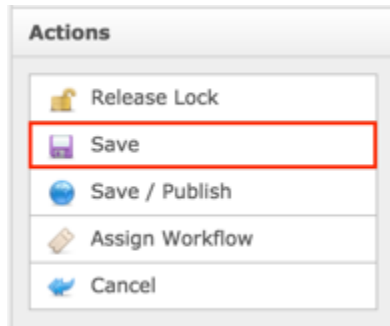 Actions
Release Lock
Save
Save / Publish
Assign Workflow
Cancel